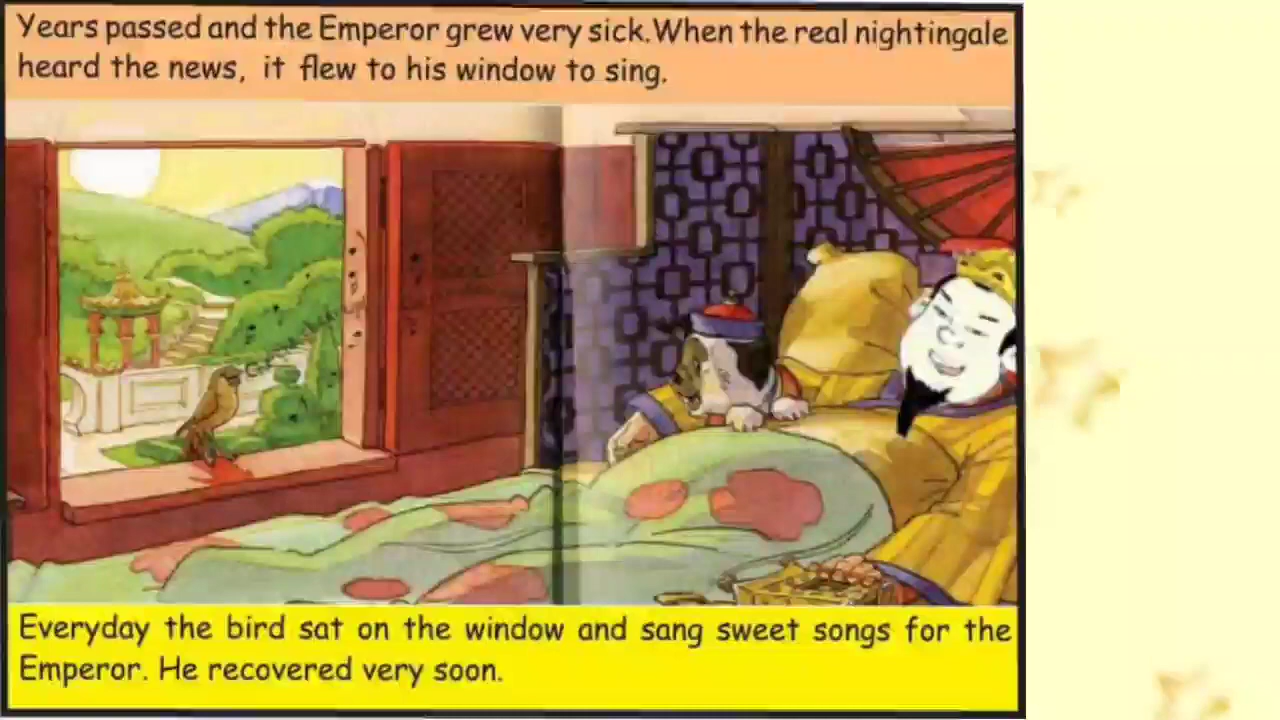 Years passed and the Emperor grew very sick.When the real nightingale
heard the news, it flew to his window to sing.
Everyday the bird sat on the window and sang sweet songs for the
Emperor. He recovered very soon.